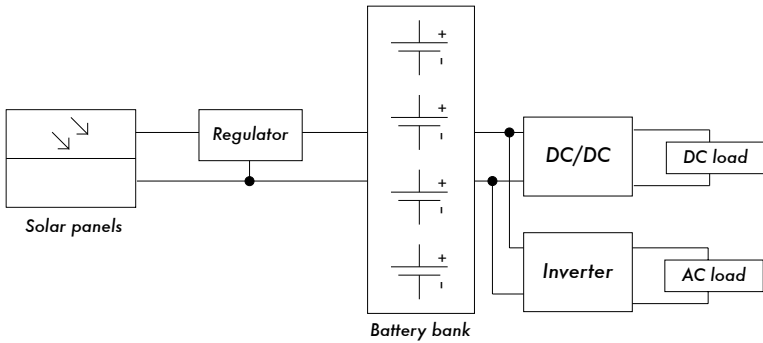 Solar panels
Regulator
+
-
+
-
+
-
+
-
Battery bank
DC/DC
DC load
Inverter
AC load